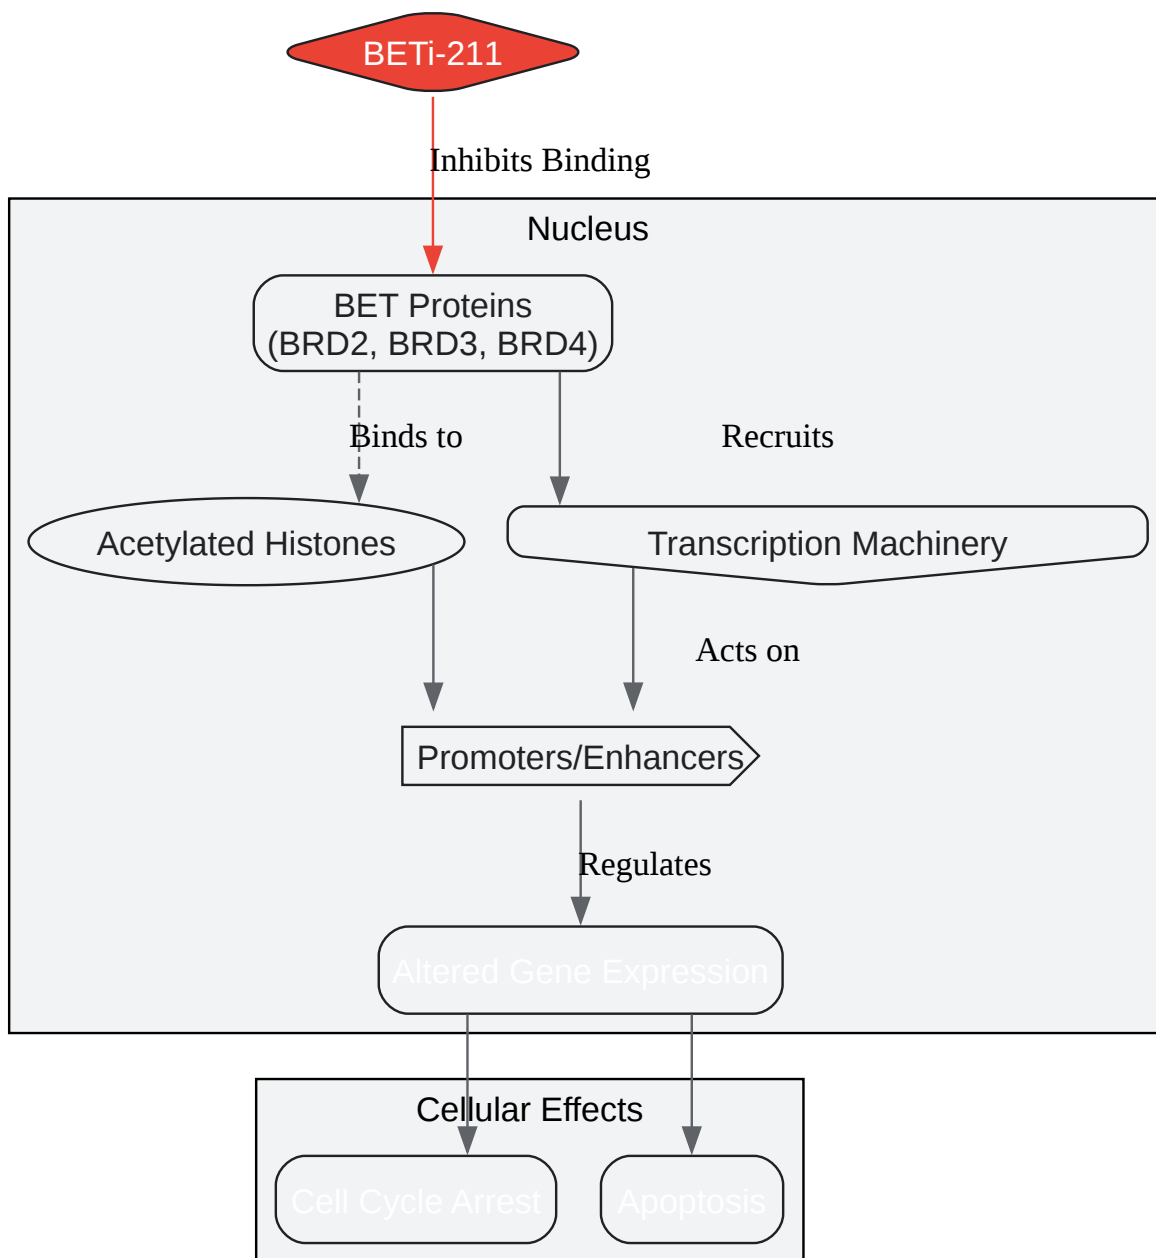 BETi-211
Inhibits Binding
Nucleus
BET Proteins
(BRD2, BRD3, BRD4)
Binds to
Recruits
Acetylated Histones
Transcription Machinery
Acts on
Promoters/Enhancers
Regulates
Altered Gene Expression
Cellular Effects
Cell Cycle Arrest
Apoptosis